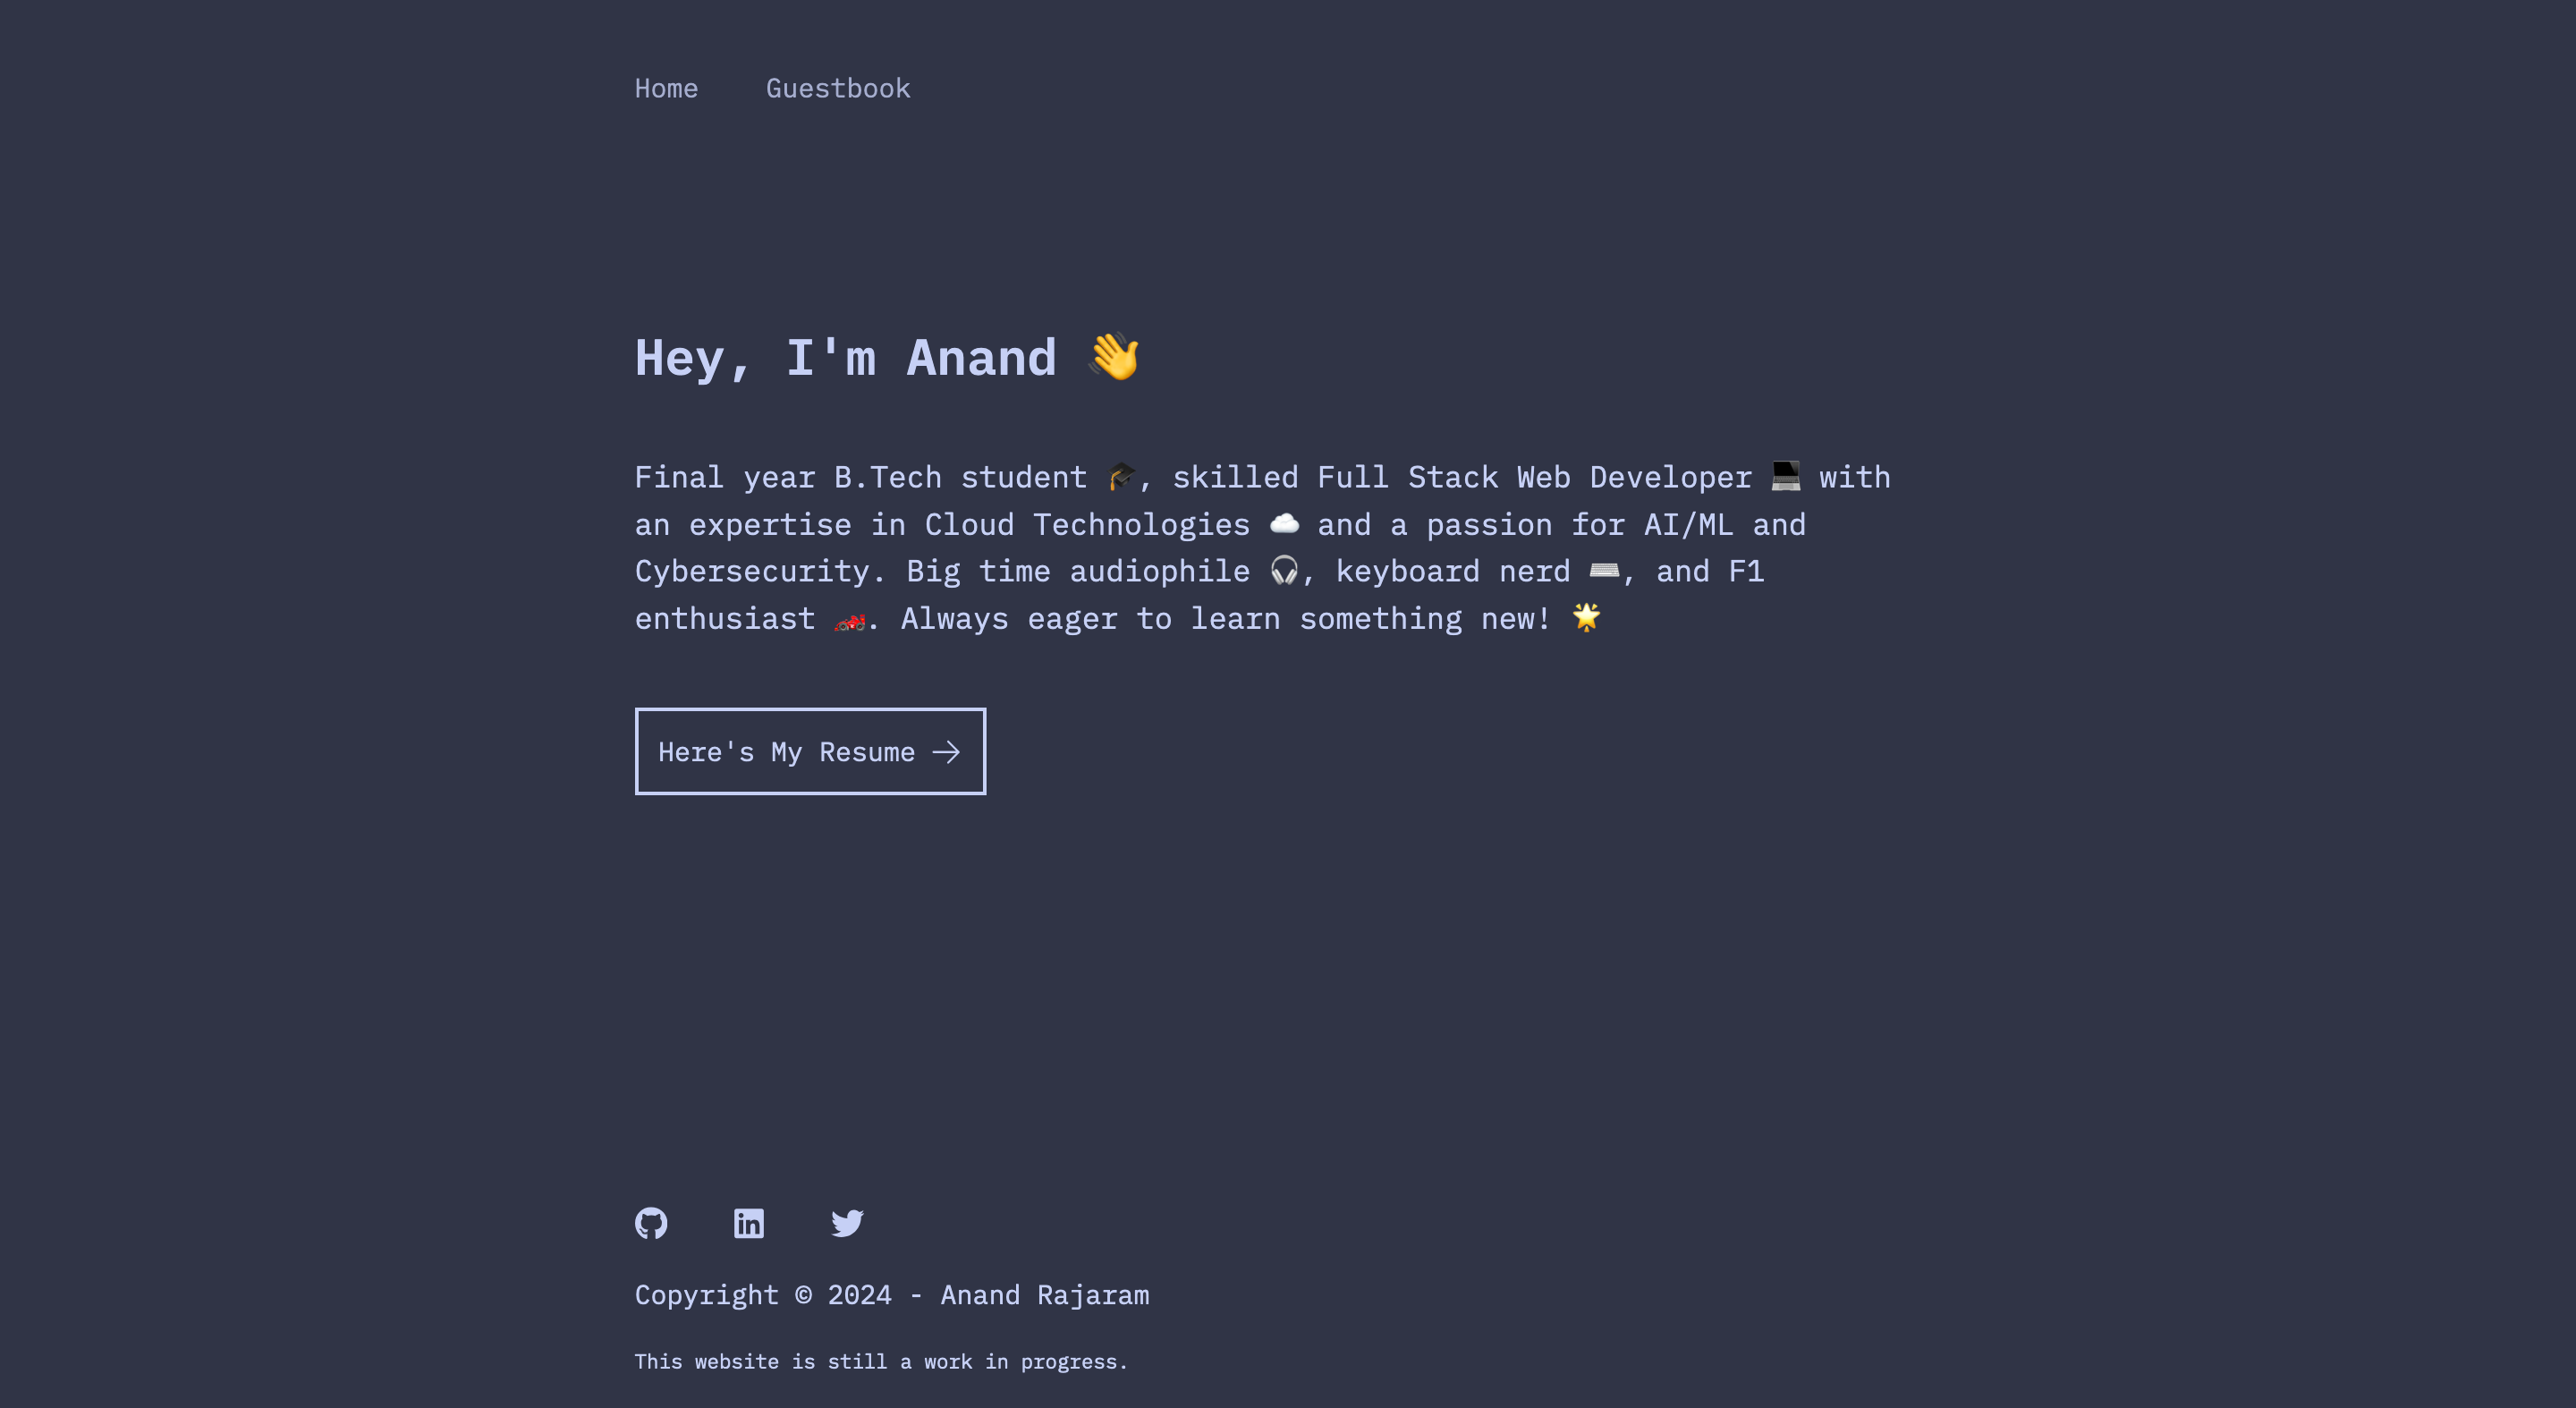 Home Guestbook
Hey, I'm Anand 👋
Final year B.Tech student 🎓, skilled Full Stack Web Developer 💻 with
an expertise in Cloud Technologies ☁️ and a passion for AI/ML and
Cybersecurity. Big time audiophile 🎧, keyboard nerd ⌨️, and F1
enthusiast 🏎️. Always eager to learn something new! 🌟
Here's My Resume →
in
Copyright © 2024 - Anand Rajaram
This website is still a work in progress.